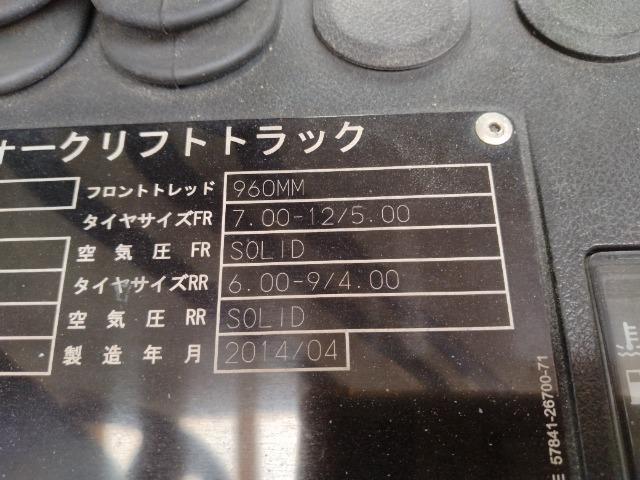 ークリフトトラック
フロントトレッド 960MM
タイヤサイズFR 7.00-12/5.00
空気圧 FR SOLID
タイヤサイズRR 6.00-9/4.00
空気圧 RR SOLID
製造年月 2014/04
57841-26700-71